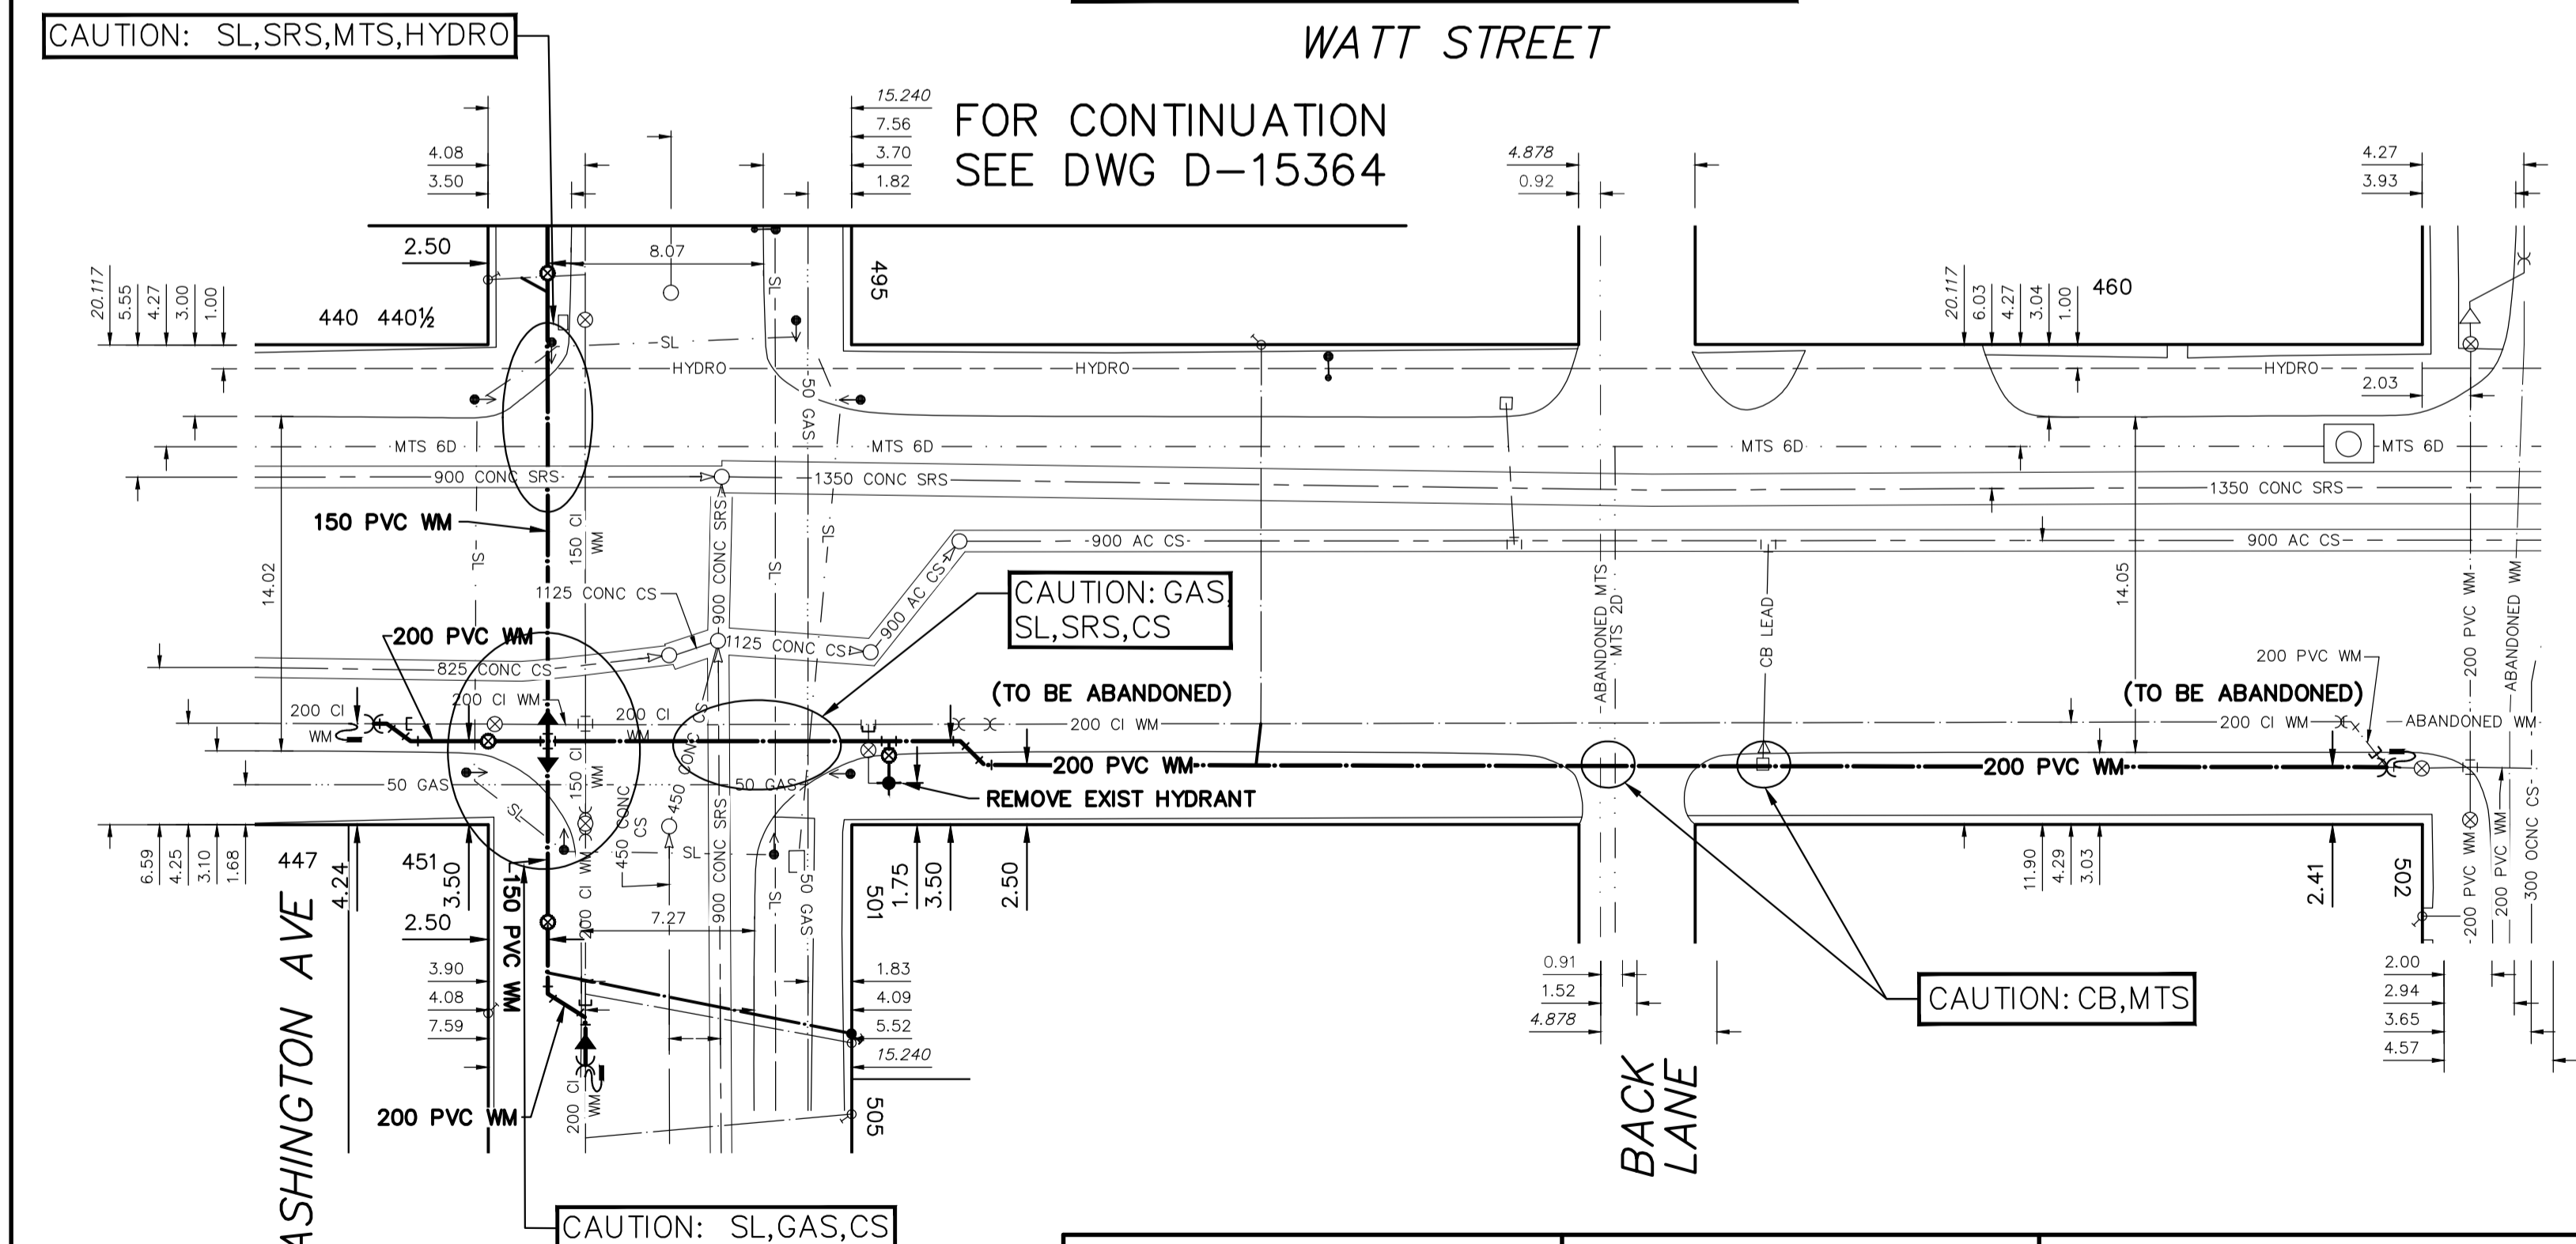 CAUTION: SL,SRS,MTS,HYDRO
WATT STREET
FOR CONTINUATION
SEE DWG D-15364
15.240
7.56
3.70
1.82
4.08
3.50
4.878
0.92
4.27
3.93
2.50
8.07
495
20.117
5.55
4.27
3.00
1.00
440 440½
20.117
6.03
4.27
3.04
1.00
460
SL
SL
HYDRO
HYDRO
HYDRO
2.03
50 GAS
MTS 6D
MTS 6D
MTS 6D
MTS 6D
900 CONC SRS
1350 CONC SRS
1350 CONC SRS
150 PVC WM
150 CI
WM
SL
SL
SL
900 CONC SRS
900 AC CS
900 AC CS
900 AC CS
14.02
14.05
1125 CONC CS
1125 CONC CS
CAUTION: GAS,
SL,SRS,CS
ABANDONED MTS
MTS 2D
CB LEAD
200 PVC WM
ABANDONED WM
200 PVC WM
825 CONC CS
200 PVC WM
(TO BE ABANDONED)
(TO BE ABANDONED)
200 CI
WM
200 CI WM
200 CI
WM
200 CI WM
200 CI WM
ABANDONED WM
450 CONC CS
150 CI
WM
50 GAS
50 GAS
200 PVC WM
200 PVC WM
REMOVE EXIST HYDRANT
SL
SL
SL
450 CONC
CS
900 CONC SRS
50 GAS
200 CI WM
6.59
4.25
3.10
1.68
447
4.24
451
3.50
150 PVC WM
501
1.75
3.50
2.50
11.90
4.29
3.03
2.41
502
200 PVC WM
200 PVC WM
300 OCNC CS
2.50
7.27
3.90
4.08
7.59
1.83
4.09
5.52
15.240
0.91
1.52
4.878
CAUTION: CB,MTS
2.00
2.94
3.65
4.57
200 PVC WM
200 CI
WM
505
BACK
LANE
ASHINGTON AVE
CAUTION: SL,GAS,CS